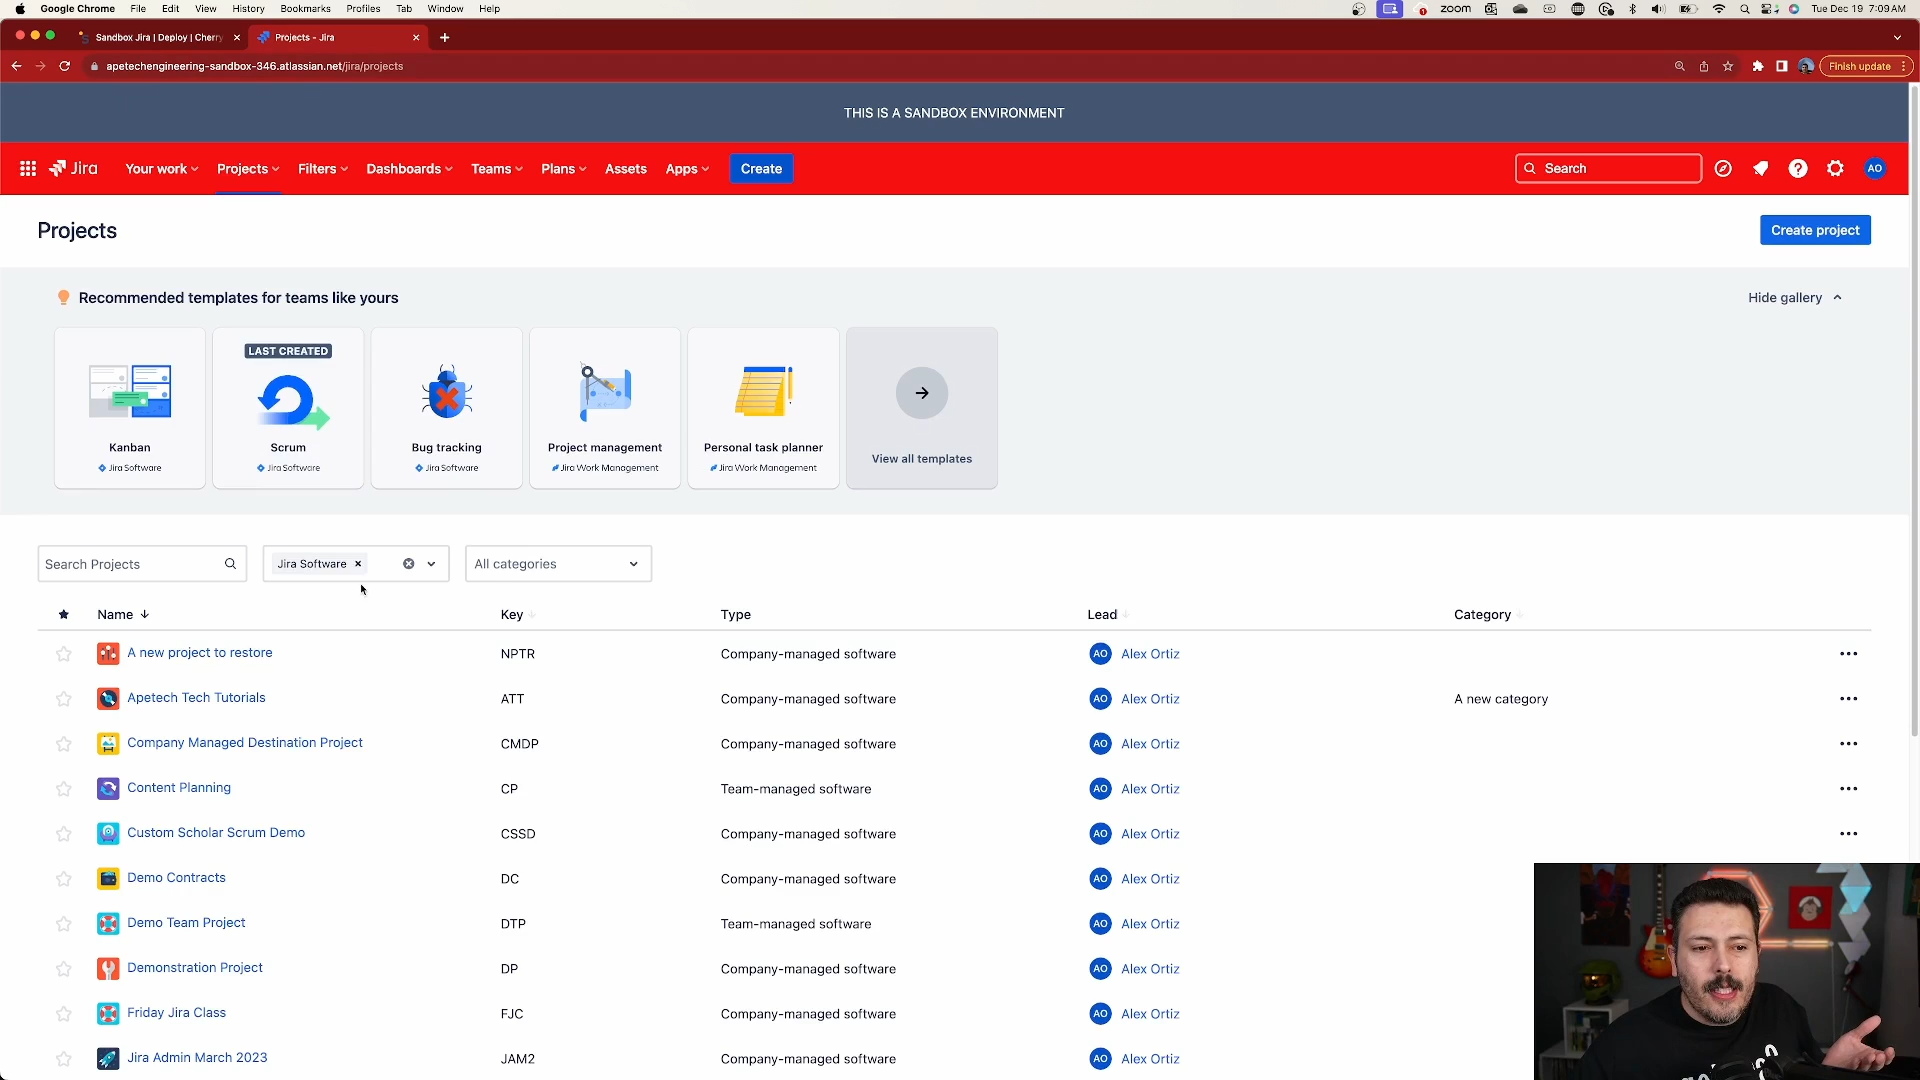 Google Chrome File Edit View History Bookmarks Profiles Tab Window Help
zoom Tue Dec 19 7:09 AM
Sandbox Jira | Deploy | Cherry
Projects - Jira
apetechengineering-sandbox-346.atlassian.net/jira/projects
Finish update
THIS IS A SANDBOX ENVIRONMENT
Jira Your work Projects Filters Dashboards Teams Plans Assets Apps Create Search AO
Projects
Create project
Recommended templates for teams like yours
Hide gallery
LAST CREATED
Kanban
Jira Software
Scrum
Jira Software
Bug tracking
Jira Software
Project management
Jira Work Management
Personal task planner
Jira Work Management
View all templates
Search Projects
Jira Software
All categories
Name Key Type Lead Category
A new project to restore NPTR Company-managed software AO Alex Ortiz
Apetech Tech Tutorials ATT Company-managed software AO Alex Ortiz A new category
Company Managed Destination Project CMDP Company-managed software AO Alex Ortiz
Content Planning CP Team-managed software AO Alex Ortiz
Custom Scholar Scrum Demo CSSD Company-managed software AO Alex Ortiz
Demo Contracts DC Company-managed software AO Alex Ortiz
Demo Team Project DTP Team-managed software AO Alex Ortiz
Demonstration Project DP Company-managed software AO Alex Ortiz
Friday Jira Class FJC Company-managed software AO Alex Ortiz
Jira Admin March 2023 JAM2 Company-managed software AO Alex Ortiz